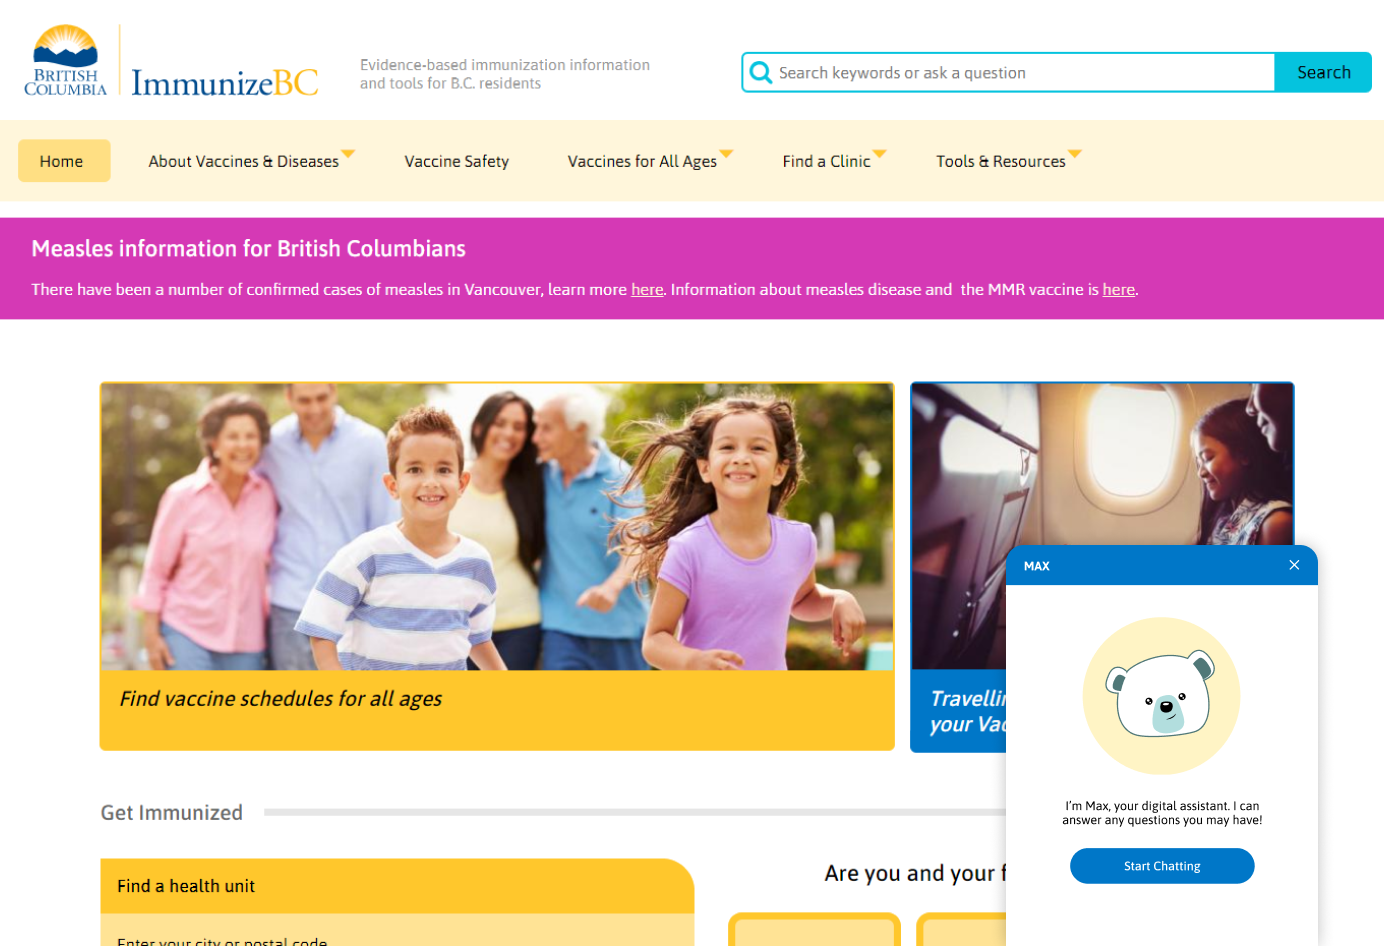 BRITISH
COLUMBIA
ImmunizeBC
Evidence-based immunization information
and tools for B.C. residents
Search keywords or ask a question
Search
Home
About Vaccines & Diseases
Vaccine Safety
Vaccines for All Ages
Find a Clinic
Tools & Resources
Measles information for British Columbians
There have been a number of confirmed cases of measles in Vancouver, learn more here. Information about measles disease and the MMR vaccine is here.
Find vaccine schedules for all ages
your
MAX
I'm Max, your digital assistant. I can
answer any questions you may have!
Start Chatting
Get Immunized
Find a health unit
Enter your city or postal code
Are you and your